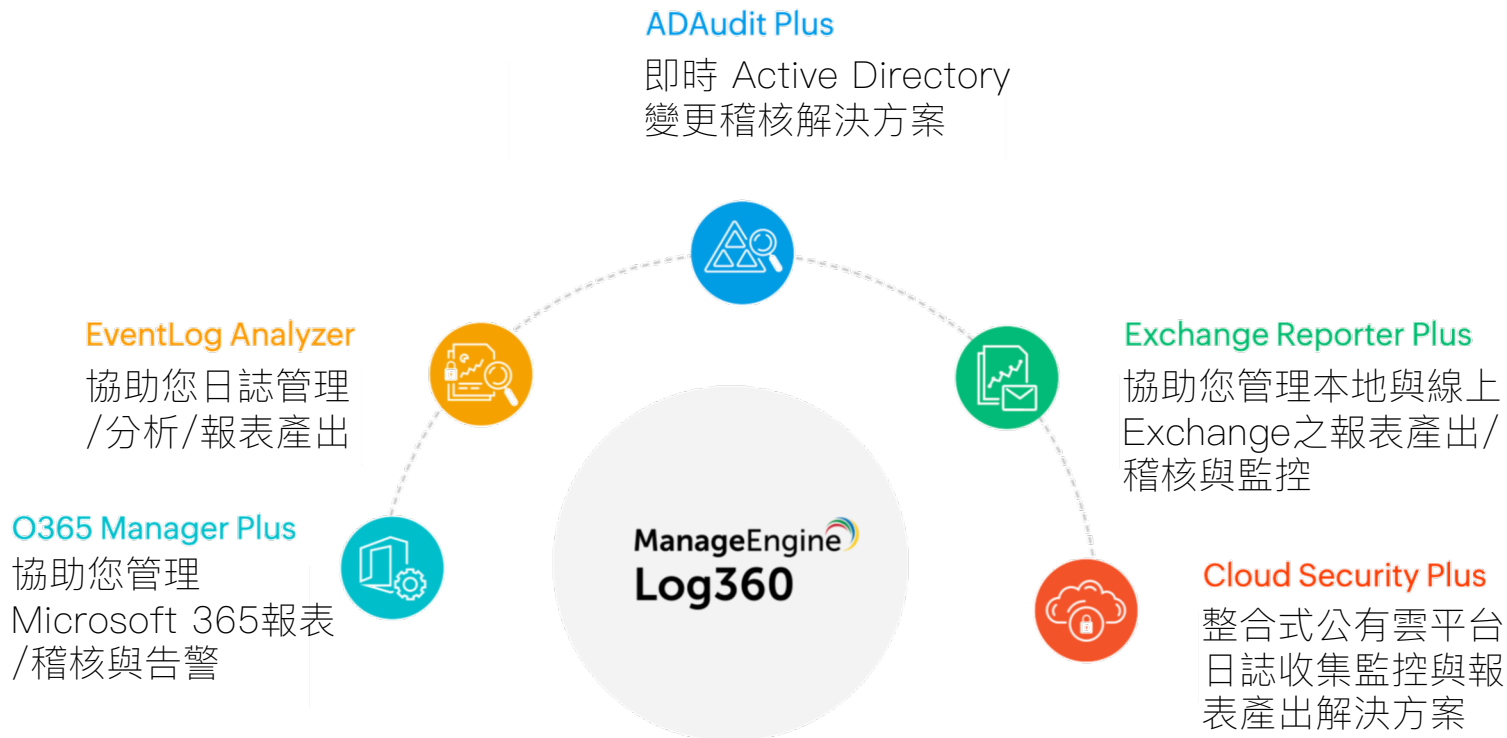 ADAudit Plus
即時 Active Directory
變更稽核解決方案
EventLog Analyzer
協助您日誌管理
/分析/報表產出
Exchange Reporter Plus
協助您管理本地與線上
Exchange之報表產出/
稽核與監控
O365 Manager Plus
協助您管理
Microsoft 365報表
/稽核與告警
ManageEngine
Log360
Cloud Security Plus
整合式公有雲平台
日誌收集監控與報
表產出解決方案